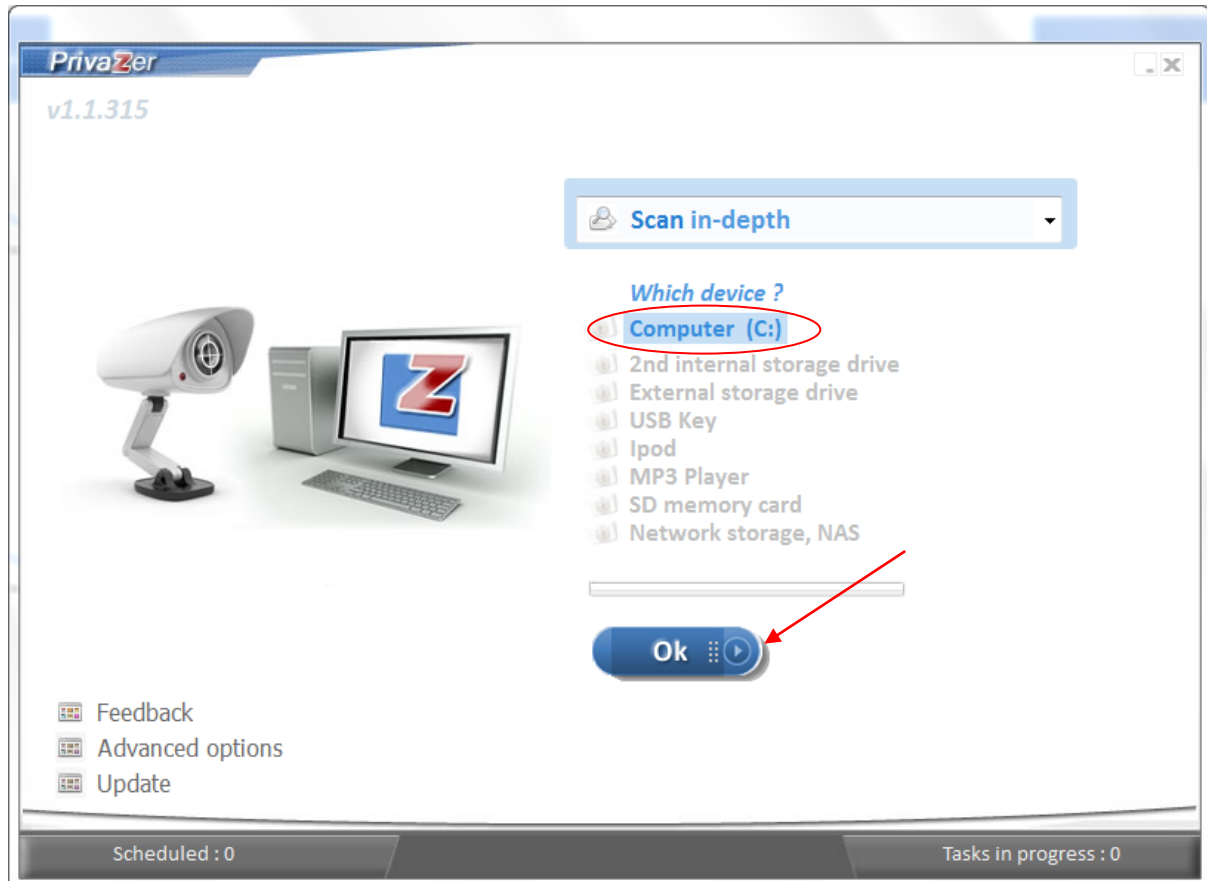 PrivaZer
v1.1.315
Scan in-depth
Which device ?
Computer (C:)
2nd internal storage drive
External storage drive
USB Key
Ipod
MP3 Player
SD memory card
Network storage, NAS
Ok
Feedback
Advanced options
Update
Scheduled : 0
Tasks in progress : 0